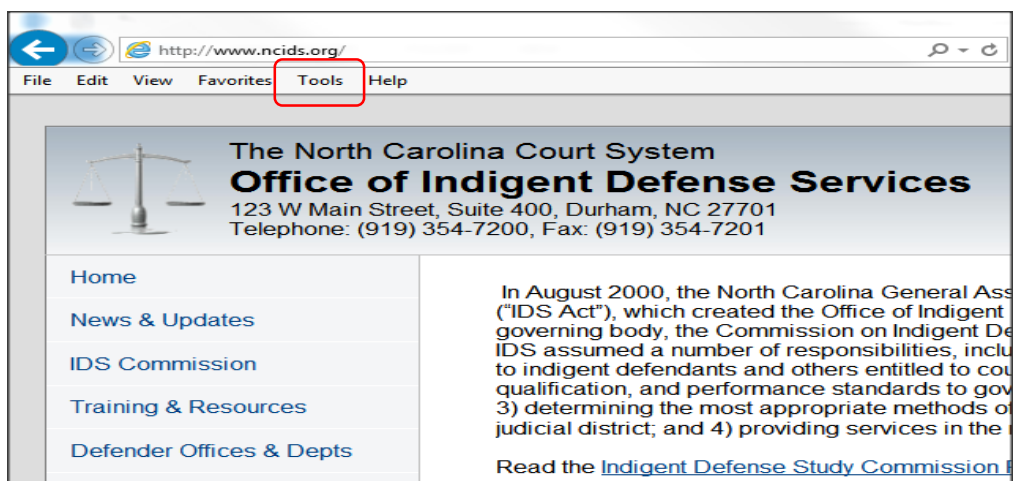 http://www.ncids.org/
File Edit View Favorites Tools Help
The North Carolina Court System
Office of Indigent Defense Services
123 W Main Street, Suite 400, Durham, NC 27701
Telephone: (919) 354-7200, Fax: (919) 354-7201
Home
News & Updates
IDS Commission
Training & Resources
Defender Offices & Depts
In August 2000, the North Carolina General Ass
("IDS Act"), which created the Office of Indigent
governing body, the Commission on Indigent De
IDS assumed a number of responsibilities, inclu
to indigent defendants and others entitled to cou
qualification, and performance standards to gov
3) determining the most appropriate methods of
judicial district; and 4) providing services in the
Read the Indigent Defense Study Commission